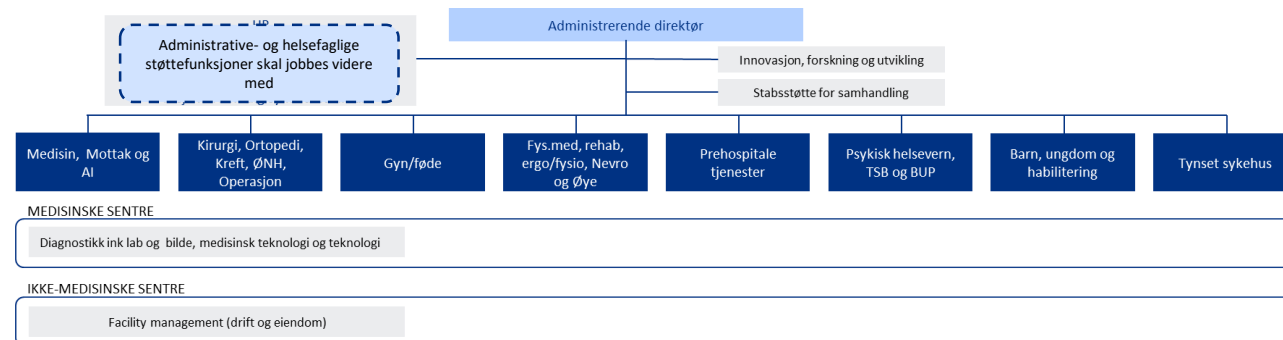 Administrerende direktør
Administrative- og helsefaglige
støttefunksjoner skal jobbes videre
med
Innovasjon, forskning og utvikling
Stabsstøtte for samhandling
Medisin, Mottak og
AI
Kirurgi, Ortopedi,
Kreft, ØNH,
Operasjon
Gyn/føde
Fys.med, rehab,
ergo/fysio, Nevro
og Øye
Prehospitale
tjenester
Psykisk helsevern,
TSB og BUP
Barn, ungdom og
habilitering
Tynset sykehus
MEDISINSKE SENTRE
Diagnostikk ink lab og bilde, medisinsk teknologi og teknologi
IKKE-MEDISINSKE SENTRE
Facility management (drift og eiendom)